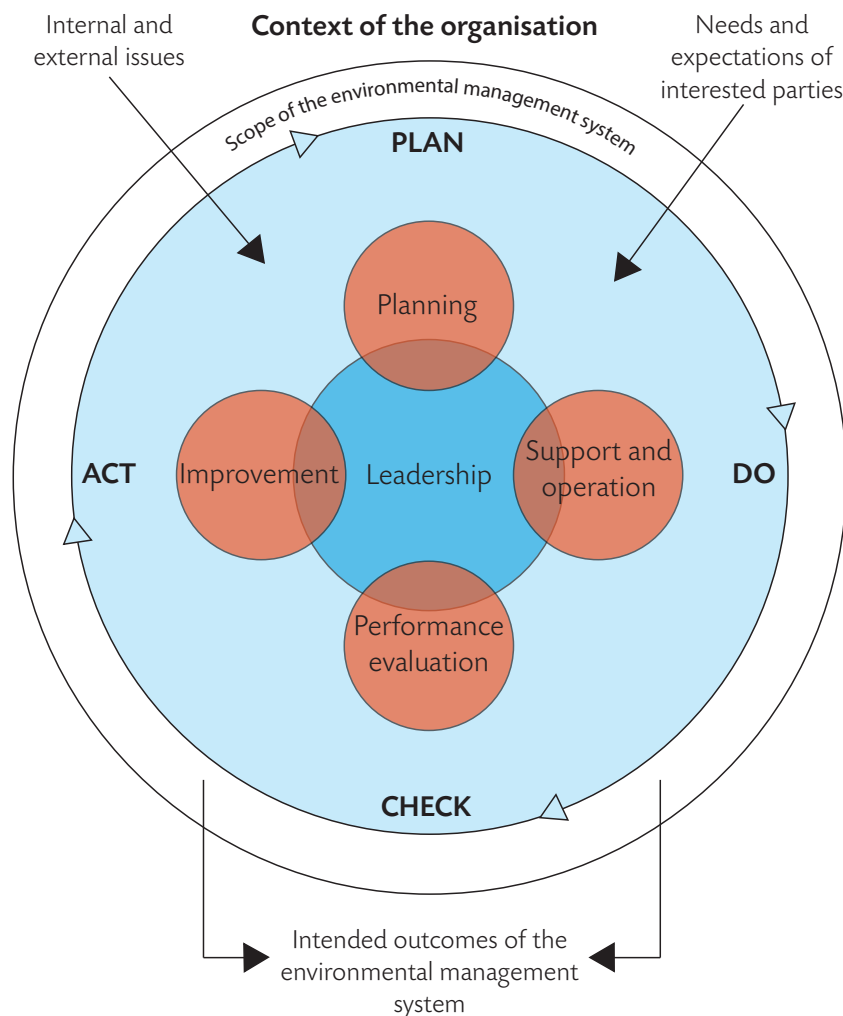 Internal and
external issues
Context of the organisation
Needs and
expectations of
interested parties
Scope of the environmental management system
PLAN
Planning
ACT
Improvement
Leadership
Support and
operation
DO
Performance
evaluation
CHECK
Intended outcomes of the
environmental management
system